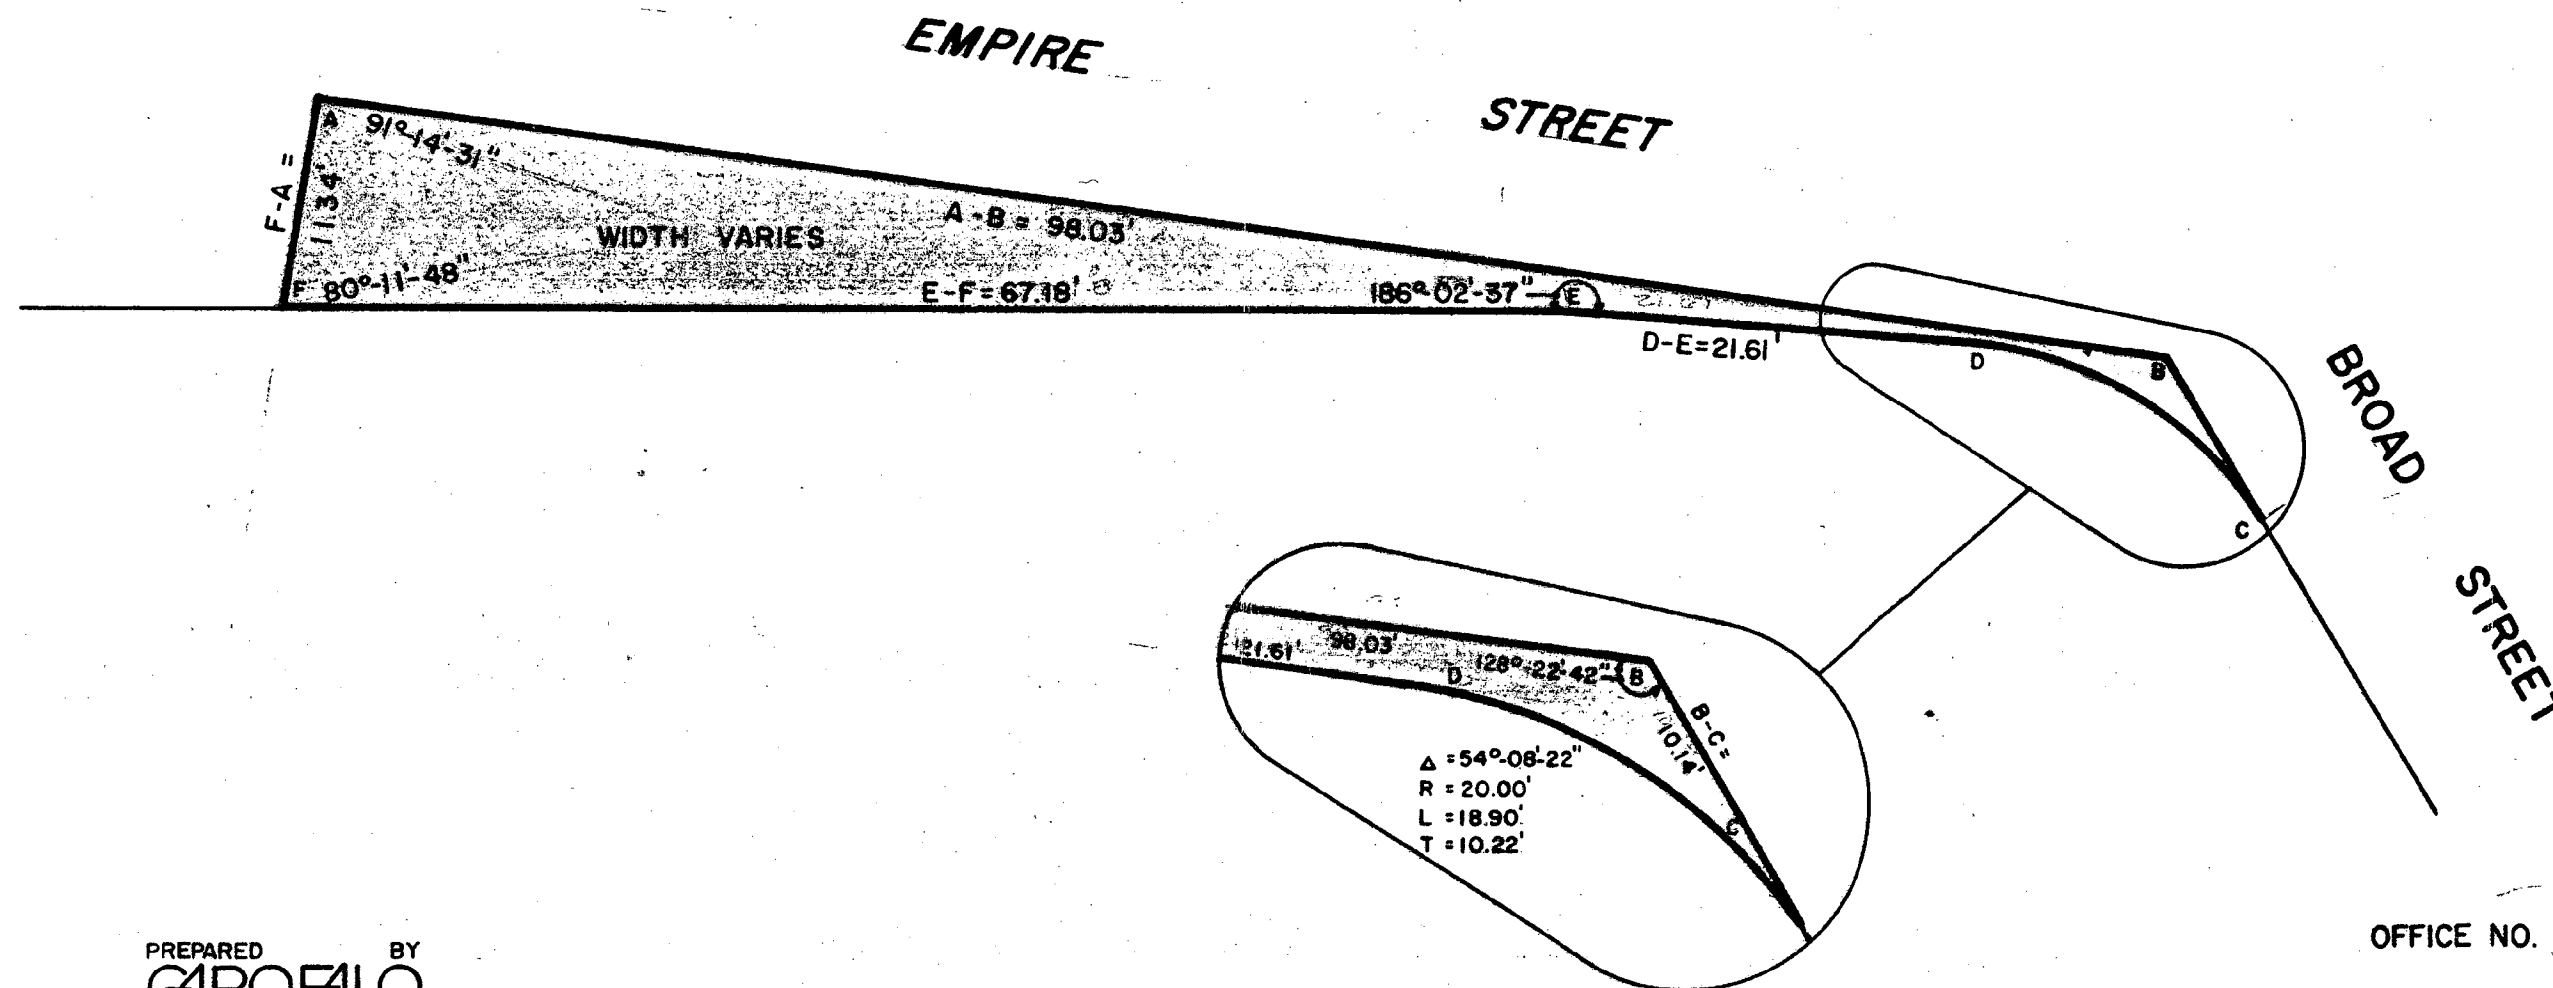 EMPIRE STREET
A 91°-14'-31"
F-A =
11.34'
WIDTH VARIES
A-B = 98.03'
F 80°-11'-48"
E-F=67.18'
186°-02'-37" E
D-E=21.61'
D
B
C
BROAD STREET
98.03'
21.61'
D
128°-22'-42" B
B-C=
10.14'
C
Δ =54°-08'-22"
R =20.00'
L =18.90'
T =10.22'
PREPARED BY
GAROFALO
OFFICE NO.